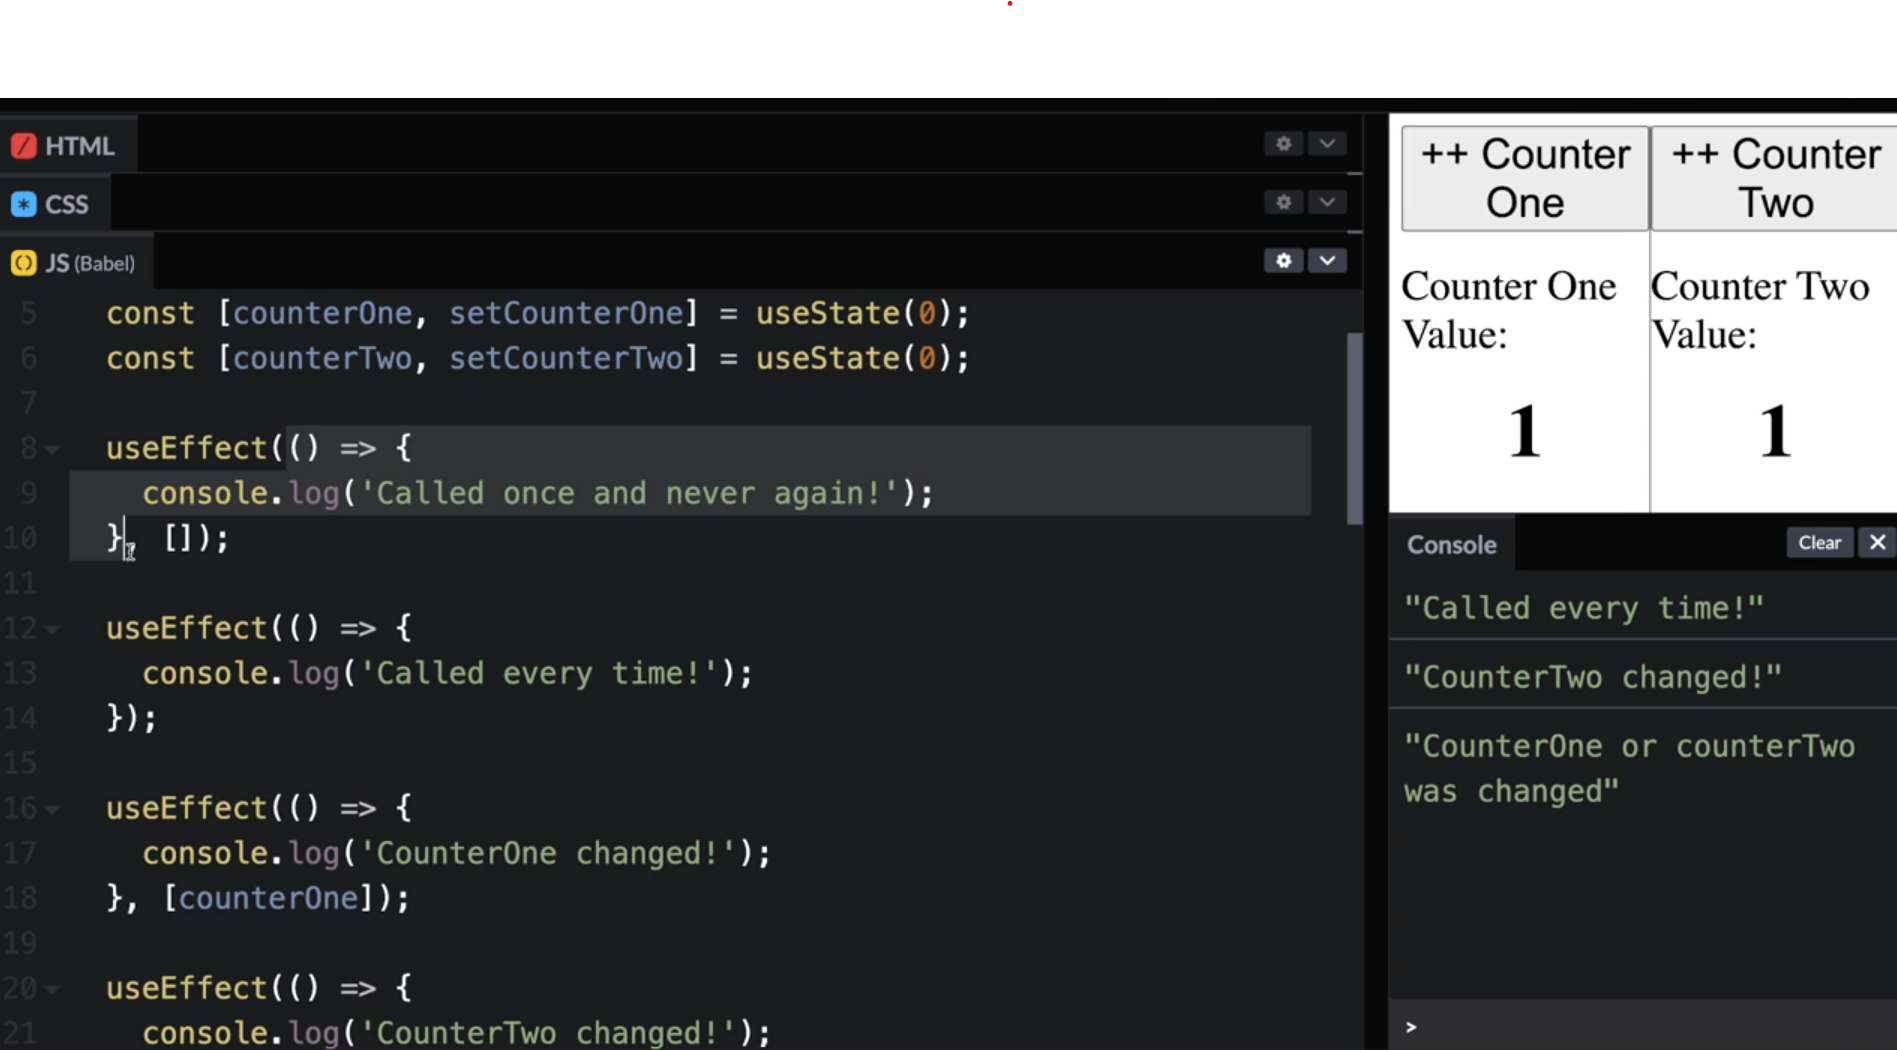 HTML
CSS
JS (Babel)
5 const [counterOne, setCounterOne] = useState(0);
6 const [counterTwo, setCounterTwo] = useState(0);
7
8 useEffect(() => {
9 console.log('Called once and never again!');
10 }, []);
11
12 useEffect(() => {
13 console.log('Called every time!');
14 });
15
16 useEffect(() => {
17 console.log('CounterOne changed!');
18 }, [counterOne]);
19
20 useEffect(() => {
21 console.log('CounterTwo changed!');
++ Counter
One
++ Counter
Two
Counter One
Value:
1
Counter Two
Value:
1
Console
Clear
"Called every time!"
"CounterTwo changed!"
"CounterOne or counterTwo
was changed"
>